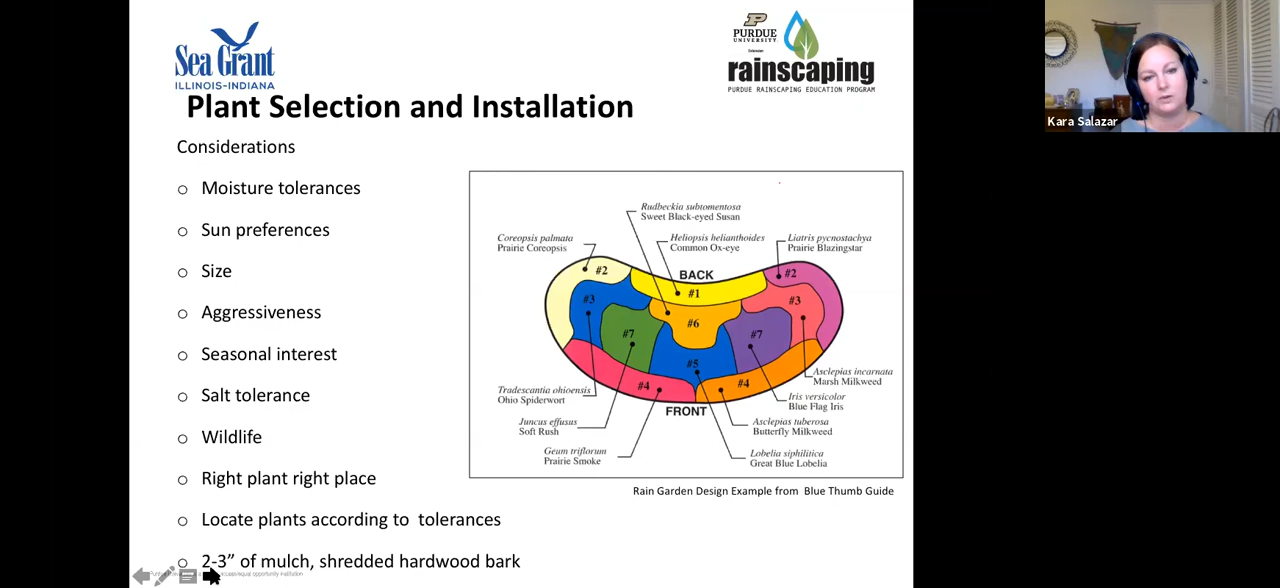 Sea Grant
ILLINOIS-INDIANA
PURDUE
UNIVERSITY
Extension
rainscaping
PURDUE RAINSCAPING EDUCATION PROGRAM
Kara Salazar
Plant Selection and Installation
Considerations
o Moisture tolerances
o Sun preferences
o Size
o Aggressiveness
o Seasonal interest
o Salt tolerance
o Wildlife
o Right plant right place
o Locate plants according to tolerances
o 2-3” of mulch, shredded hardwood bark
Rudbeckia subtomentosa
Sweet Black-eyed Susan
Coreopsis palmata
Prairie Coreopsis
Heliopsis helianthoides
Common Ox-eye
Liatris pycnostachya
Prairie Blazingstar
BACK
#2
#1
#2
#3
#3
#6
#7
#7
#5
#4
#4
FRONT
Asclepias incarnata
Marsh Milkweed
Tradescantia ohioensis
Ohio Spiderwort
Iris versicolor
Blue Flag Iris
Juncus effusus
Soft Rush
Asclepias tuberosa
Butterfly Milkweed
Geum triflorum
Prairie Smoke
Lobelia siphilitica
Great Blue Lobelia
Rain Garden Design Example from Blue Thumb Guide